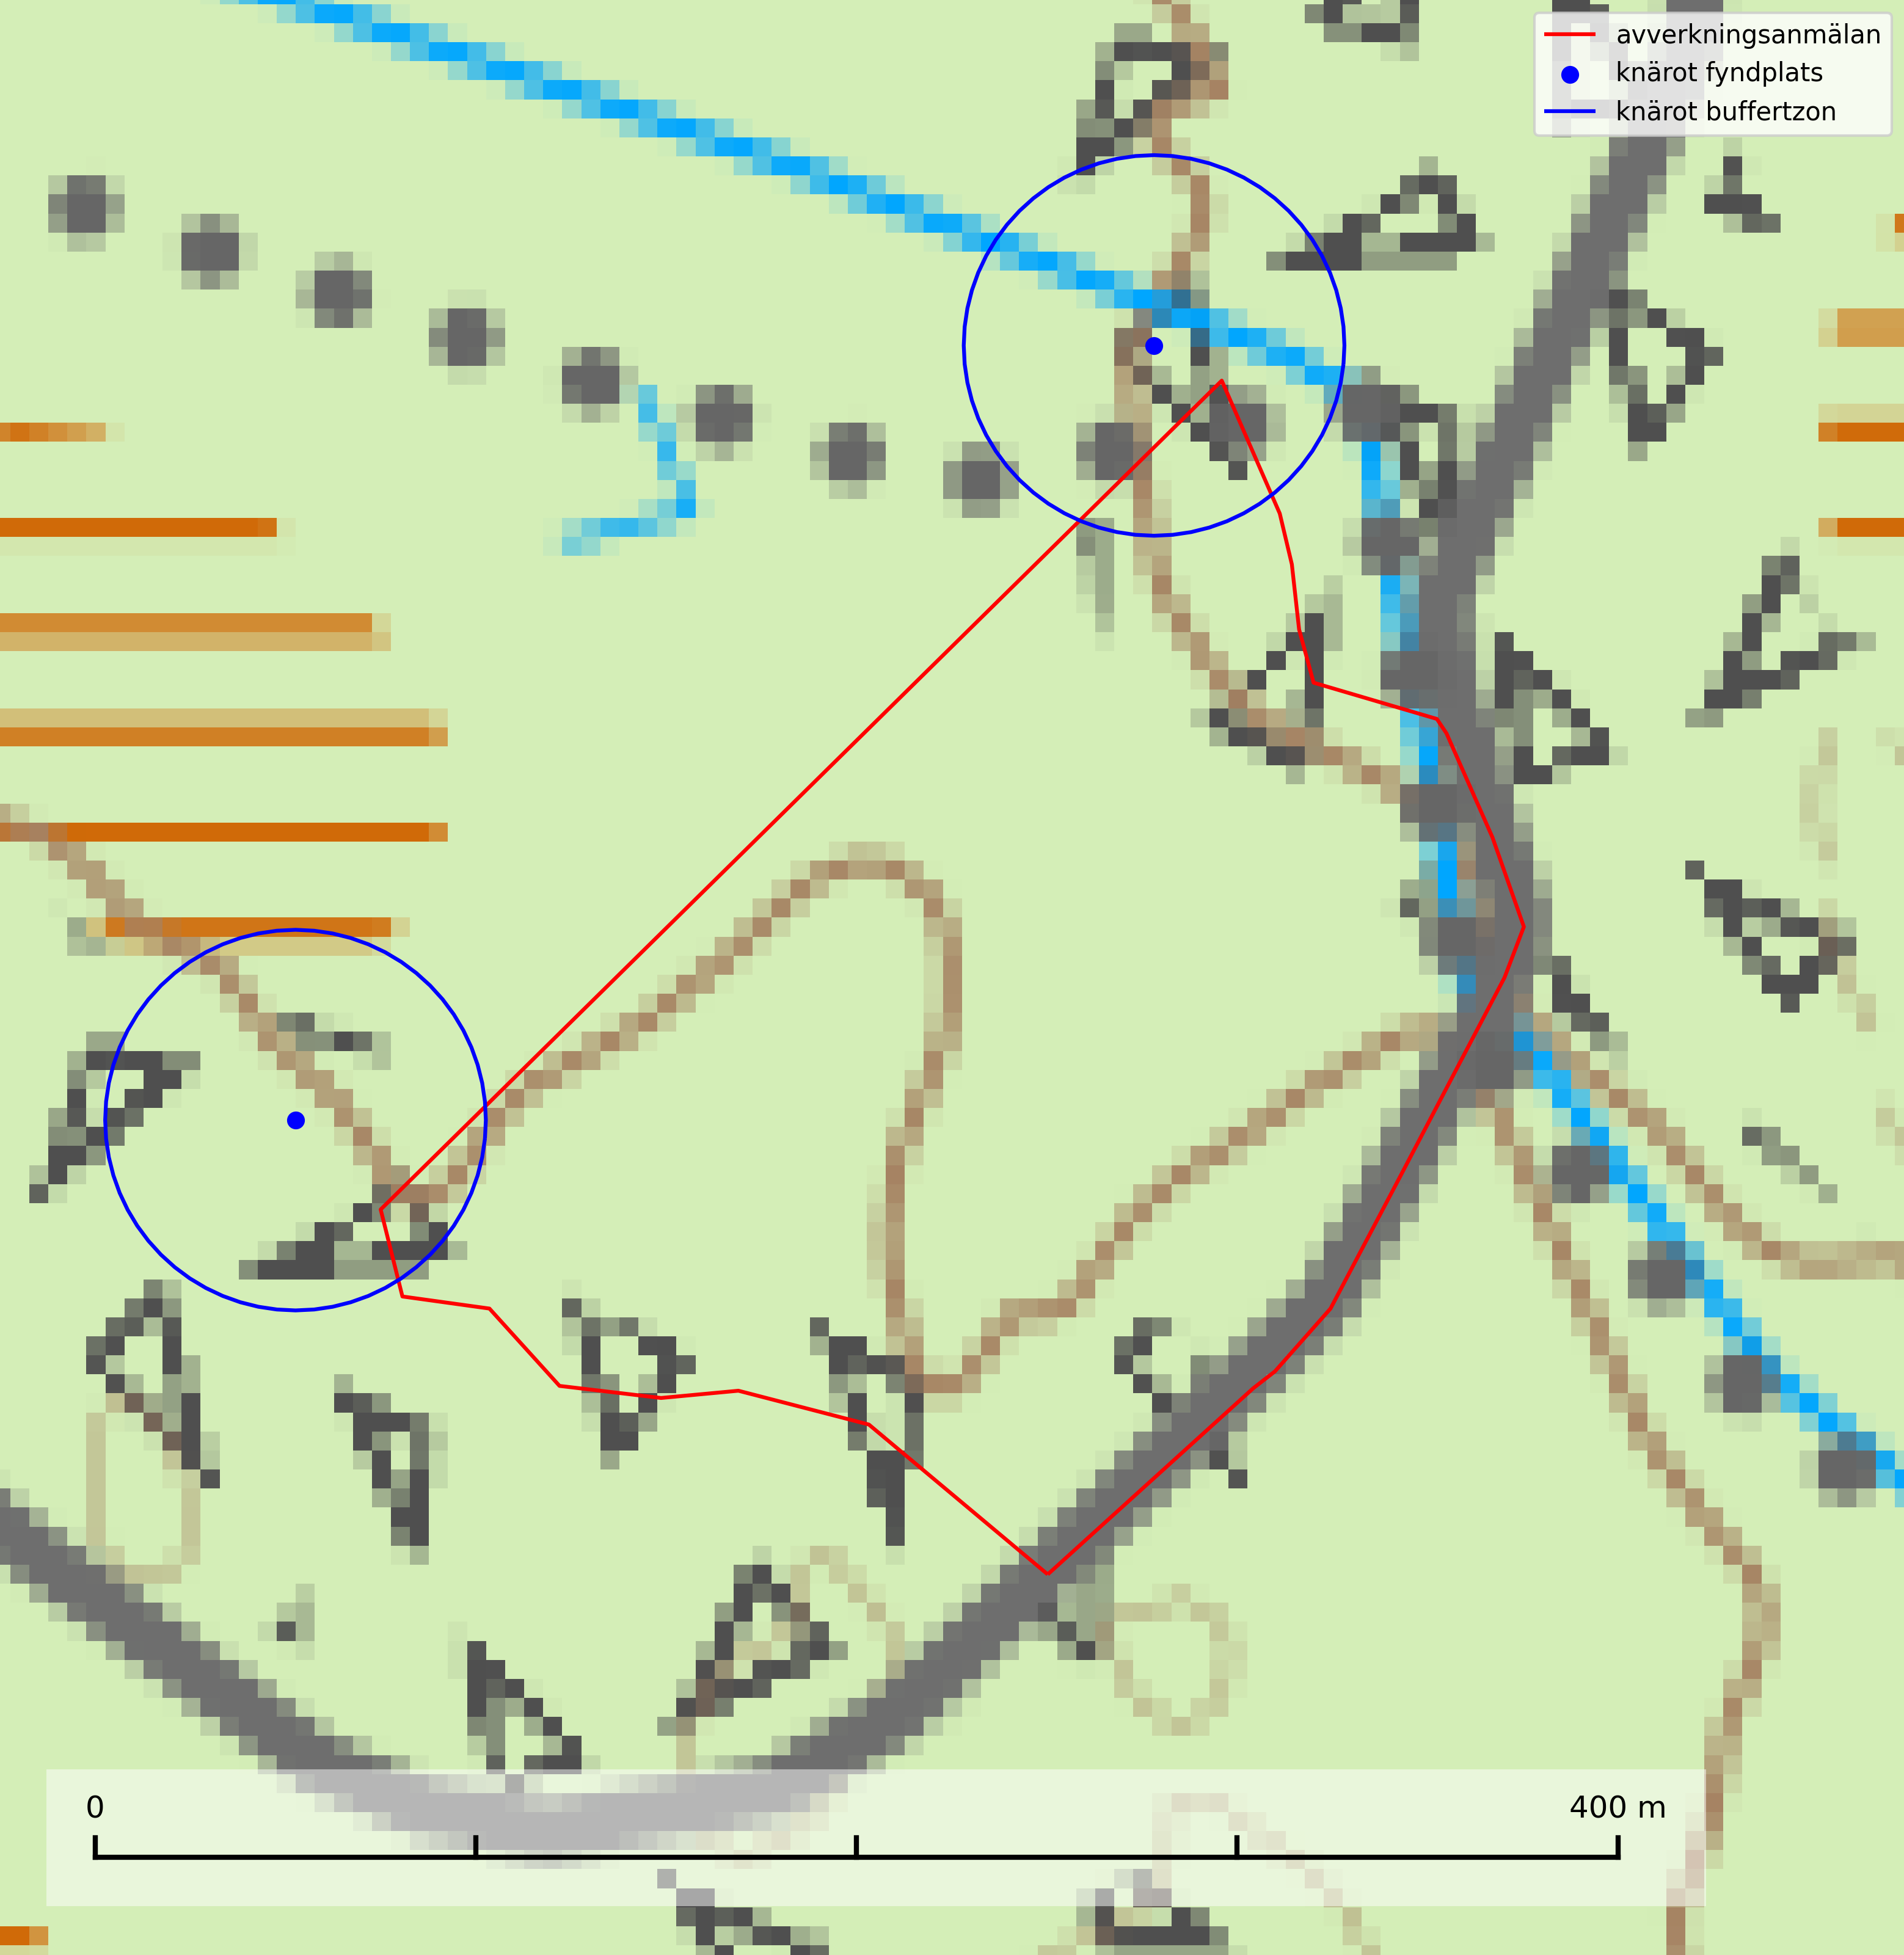 avverkningsanmälan
knärot fyndplats
knärot buffertzon
0
400 m